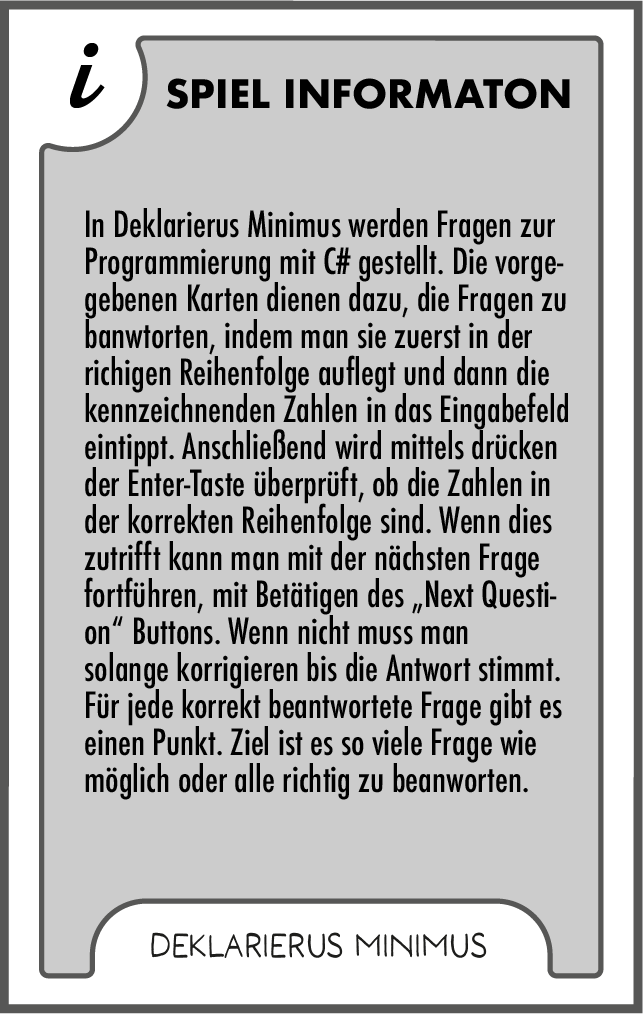 i
SPIEL INFORMATON
In Deklarierus Minimus werden Fragen zur
Programmierung mit C# gestellt. Die vorge-
gebenen Karten dienen dazu, die Fragen zu
banwtorten, indem man sie zuerst in der
richigen Reihenfolge auflegt und dann die
kennzeichnenden Zahlen in das Eingabefeld
eintippt. Anschließend wird mittels drücken
der Enter-Taste überprüft, ob die Zahlen in
der korrekten Reihenfolge sind. Wenn dies
zutrifft kann man mit der nächsten Frage
fortführen, mit Betätigen des „Next Questi-
on“ Buttons. Wenn nicht muss man
solange korrigieren bis die Antwort stimmt.
Für jede korrekt beantwortete Frage gibt es
einen Punkt. Ziel ist es so viele Frage wie
möglich oder alle richtig zu beanworten.
DEKLARIERUS MINIMUS